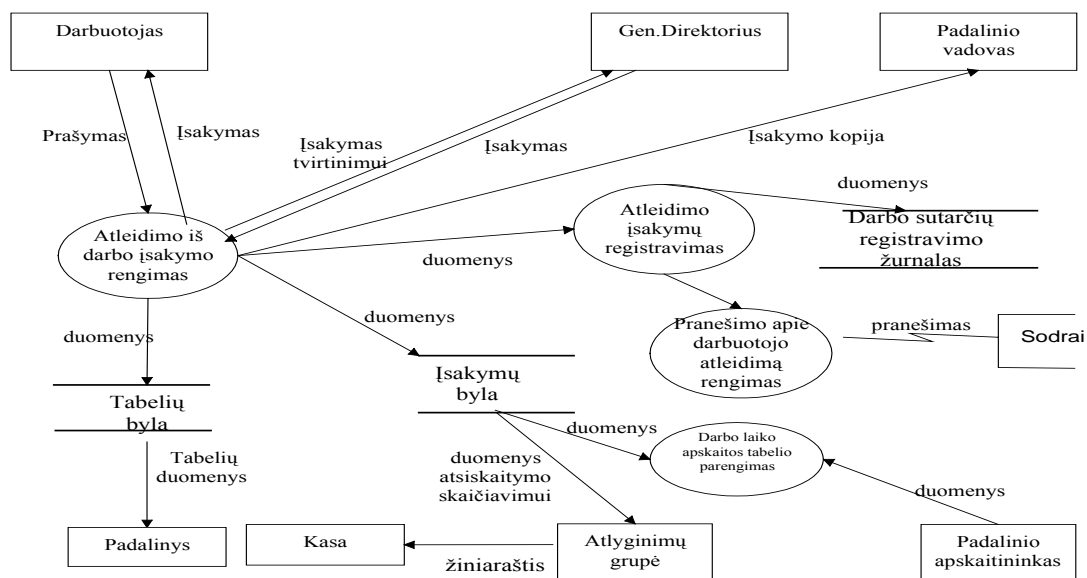 Darbuotojas
Gen.Direktorius
Padalinio
vadovas
Prašymas
Įsakymas
Įsakymas
tvirtinimui
Įsakymas
Įsakymo kopija
duomenys
Atleidimo iš
darbo įsakymo
rengimas
Atleidimo
įsakymų
registravimas
Darbo sutarčių
registravimo
žurnalas
duomenys
duomenys
duomenys
Pranešimo apie
darbuotojo
atleidimą
rengimas
pranešimas
Sodrai
Tabelių
byla
Įsakymų
byla
duomenys
Darbo laiko
apskaitos tabelio
parengimas
Tabelių
duomenys
duomenys
atsiskaitymo
skaičiavimui
duomenys
Padalinys
Kasa
žiniaraštis
Atlyginimų
grupė
Padalinio
apskaitininkas